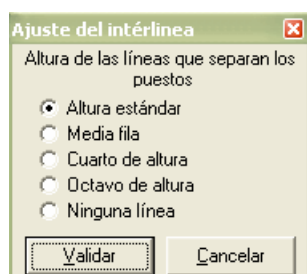 Ajuste del intérlinea
Altura de las líneas que separan los
puestos
Altura estándar
Media fila
Cuarto de altura
Octavo de altura
Ninguna línea
Validar
Cancelar